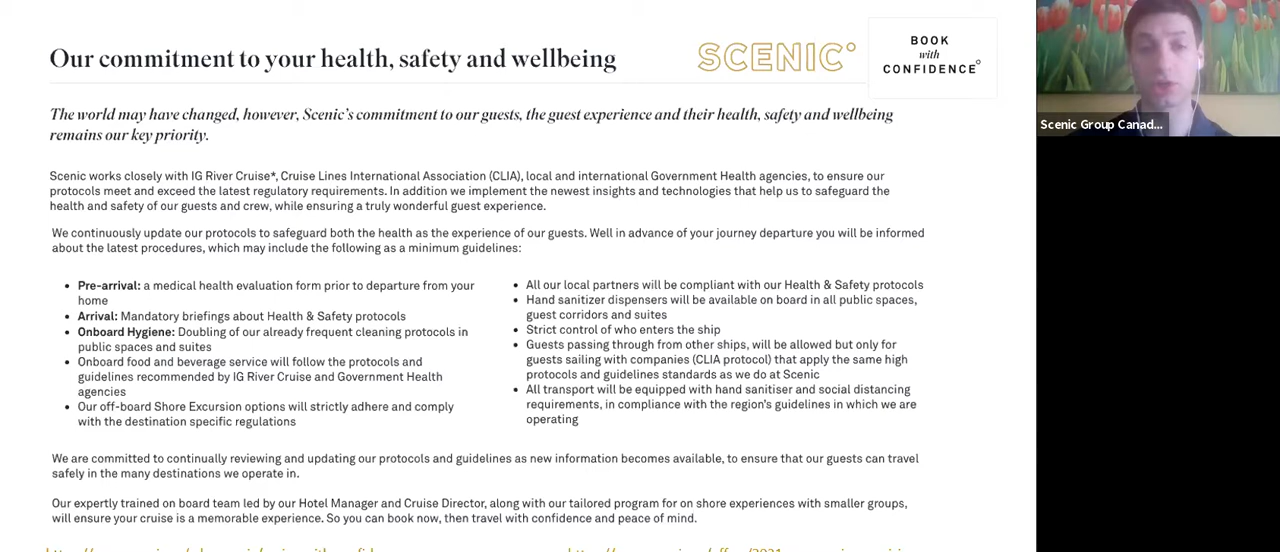 Our commitment to your health, safety and wellbeing
SCENIC°
BOOK
with
CONFIDENCE°
Scenic Group Canad...
The world may have changed, however, Scenic's commitment to our guests, the guest experience and their health, safety and wellbeing
remains our key priority.
Scenic works closely with IG River Cruise*, Cruise Lines International Association (CLIA), local and international Government Health agencies, to ensure our
protocols meet and exceed the latest regulatory requirements. In addition we implement the newest insights and technologies that help us to safeguard the
health and safety of our guests and crew, while ensuring a truly wonderful guest experience.
We continuously update our protocols to safeguard both the health as the experience of our guests. Well in advance of your journey departure you will be informed
about the latest procedures, which may include the following as a minimum guidelines:
• Pre-arrival: a medical health evaluation form prior to departure from your
home
• Arrival: Mandatory briefings about Health & Safety protocols
• Onboard Hygiene: Doubling of our already frequent cleaning protocols in
public spaces and suites
• Onboard food and beverage service will follow the protocols and
guidelines recommended by IG River Cruise and Government Health
agencies
• Our off-board Shore Excursion options will strictly adhere and comply
with the destination specific regulations
• All our local partners will be compliant with our Health & Safety protocols
• Hand sanitizer dispensers will be available on board in all public spaces,
guest corridors and suites
• Strict control of who enters the ship
• Guests passing through from other ships, will be allowed but only for
guests sailing with companies (CLIA protocol) that apply the same high
protocols and guidelines standards as we do at Scenic
• All transport will be equipped with hand sanitiser and social distancing
requirements, in compliance with the region's guidelines in which we are
operating
We are committed to continually reviewing and updating our protocols and guidelines as new information becomes available, to ensure that our guests can travel
safely in the many destinations we operate in.
Our expertly trained on board team led by our Hotel Manager and Cruise Director, along with our tailored program for on shore experiences with smaller groups,
will ensure your cruise is a memorable experience. So you can book now, then travel with confidence and peace of mind.